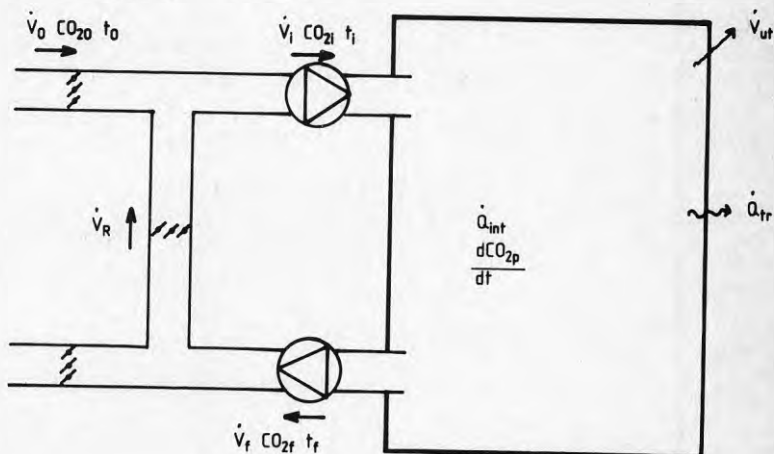 V̇₀ CO₂₀ t₀
V̇ᵢ CO₂ᵢ tᵢ
V̇ut
V̇R
Q̇int
dCO₂p
dt
Q̇tr
V̇f CO₂f tf